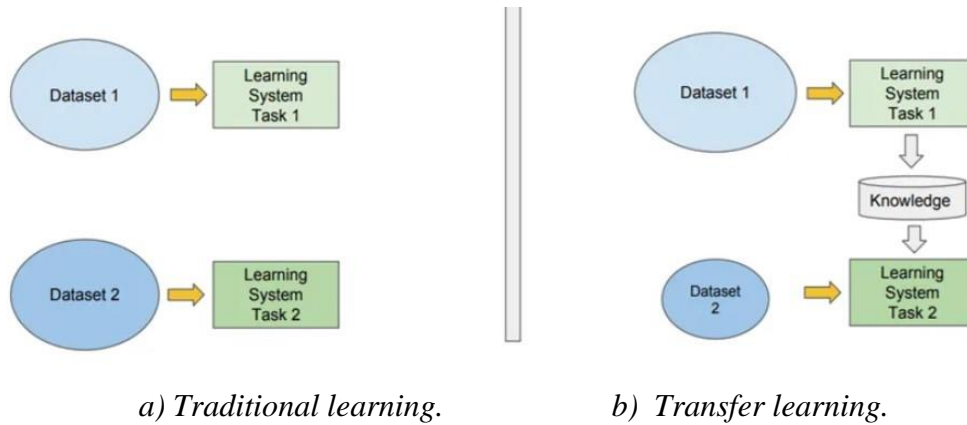 Dataset 1
Learning
System
Task 1
Dataset 2
Learning
System
Task 2
Dataset 1
Learning
System
Task 1
Knowledge
Dataset
2
Learning
System
Task 2
a) Traditional learning.
b) Transfer learning.